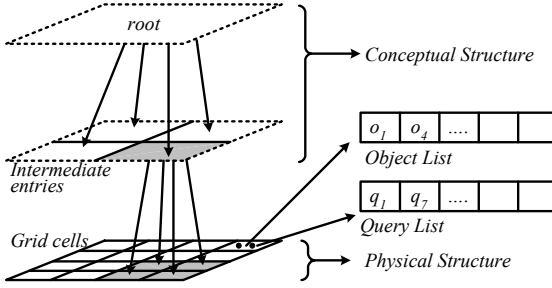 root
Conceptual Structure
o1 o4 ....
Object List
Intermediate
entries
q1 q7 ....
Query List
Grid cells
Physical Structure